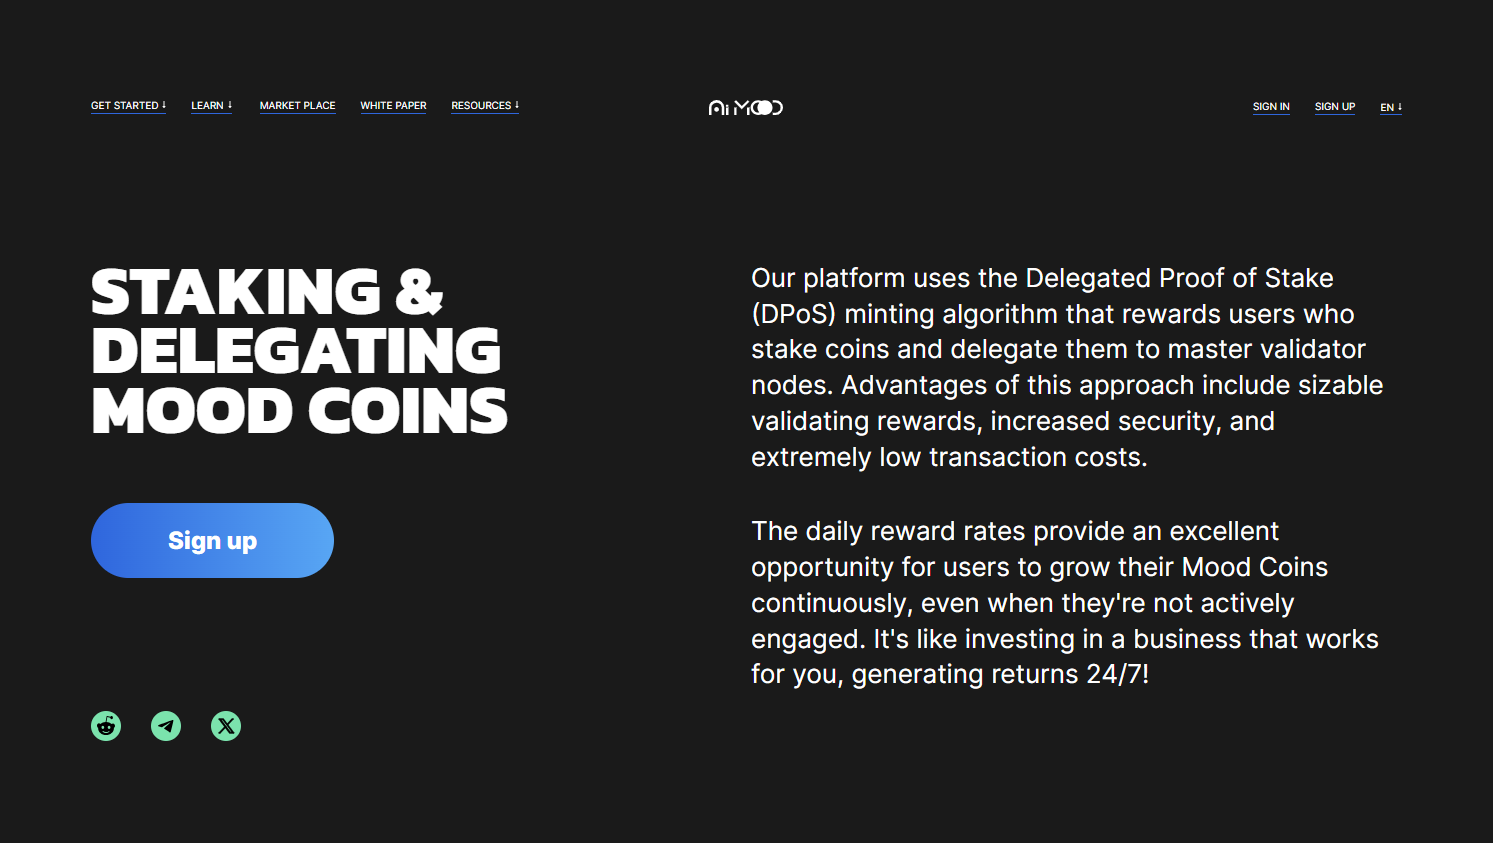 GET STARTED ↓ LEARN ↓ MARKET PLACE WHITE PAPER RESOURCES ↓
Ai MOOD
SIGN IN SIGN UP EN ↓
STAKING &
DELEGATING
MOOD COINS
Sign up
Our platform uses the Delegated Proof of Stake
(DPoS) minting algorithm that rewards users who
stake coins and delegate them to master validator
nodes. Advantages of this approach include sizable
validating rewards, increased security, and
extremely low transaction costs.
The daily reward rates provide an excellent
opportunity for users to grow their Mood Coins
continuously, even when they're not actively
engaged. It's like investing in a business that works
for you, generating returns 24/7!